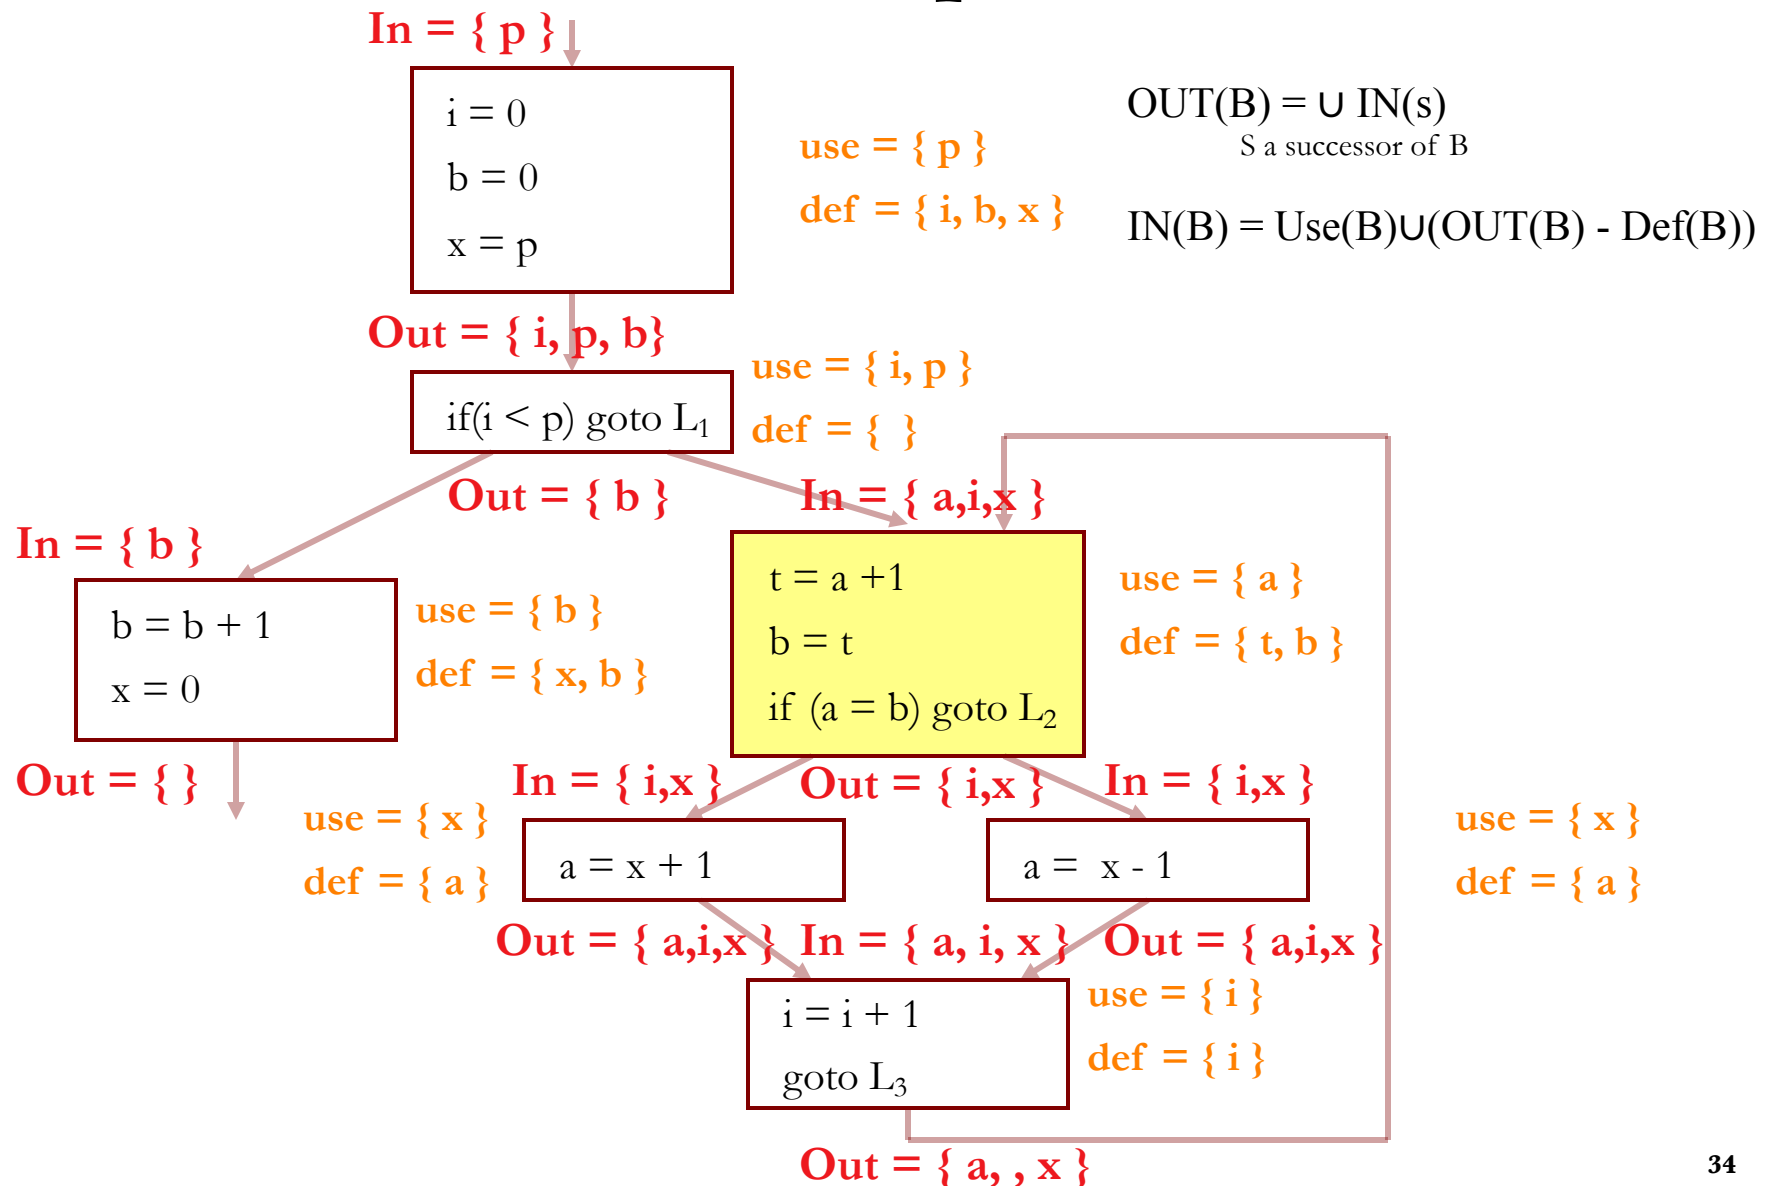 In = { p }
i = 0
b = 0
x = p
use = { p }
def = { i, b, x }
OUT(B) = ∪ IN(s)
S a successor of B
IN(B) = Use(B)∪(OUT(B) - Def(B))
Out = { i, p, b}
if(i < p) goto L₁
use = { i, p }
def = { }
Out = { b }
In = { a,i,x }
In = { b }
b = b + 1
x = 0
use = { b }
def = { x, b }
t = a +1
b = t
if (a = b) goto L₂
use = { a }
def = { t, b }
Out = { }
In = { i,x }
Out = { i,x }
In = { i,x }
use = { x }
def = { a }
a = x + 1
a = x - 1
use = { x }
def = { a }
Out = { a,i,x }
In = { a, i, x }
Out = { a,i,x }
i = i + 1
goto L₃
use = { i }
def = { i }
Out = { a, , x }
34